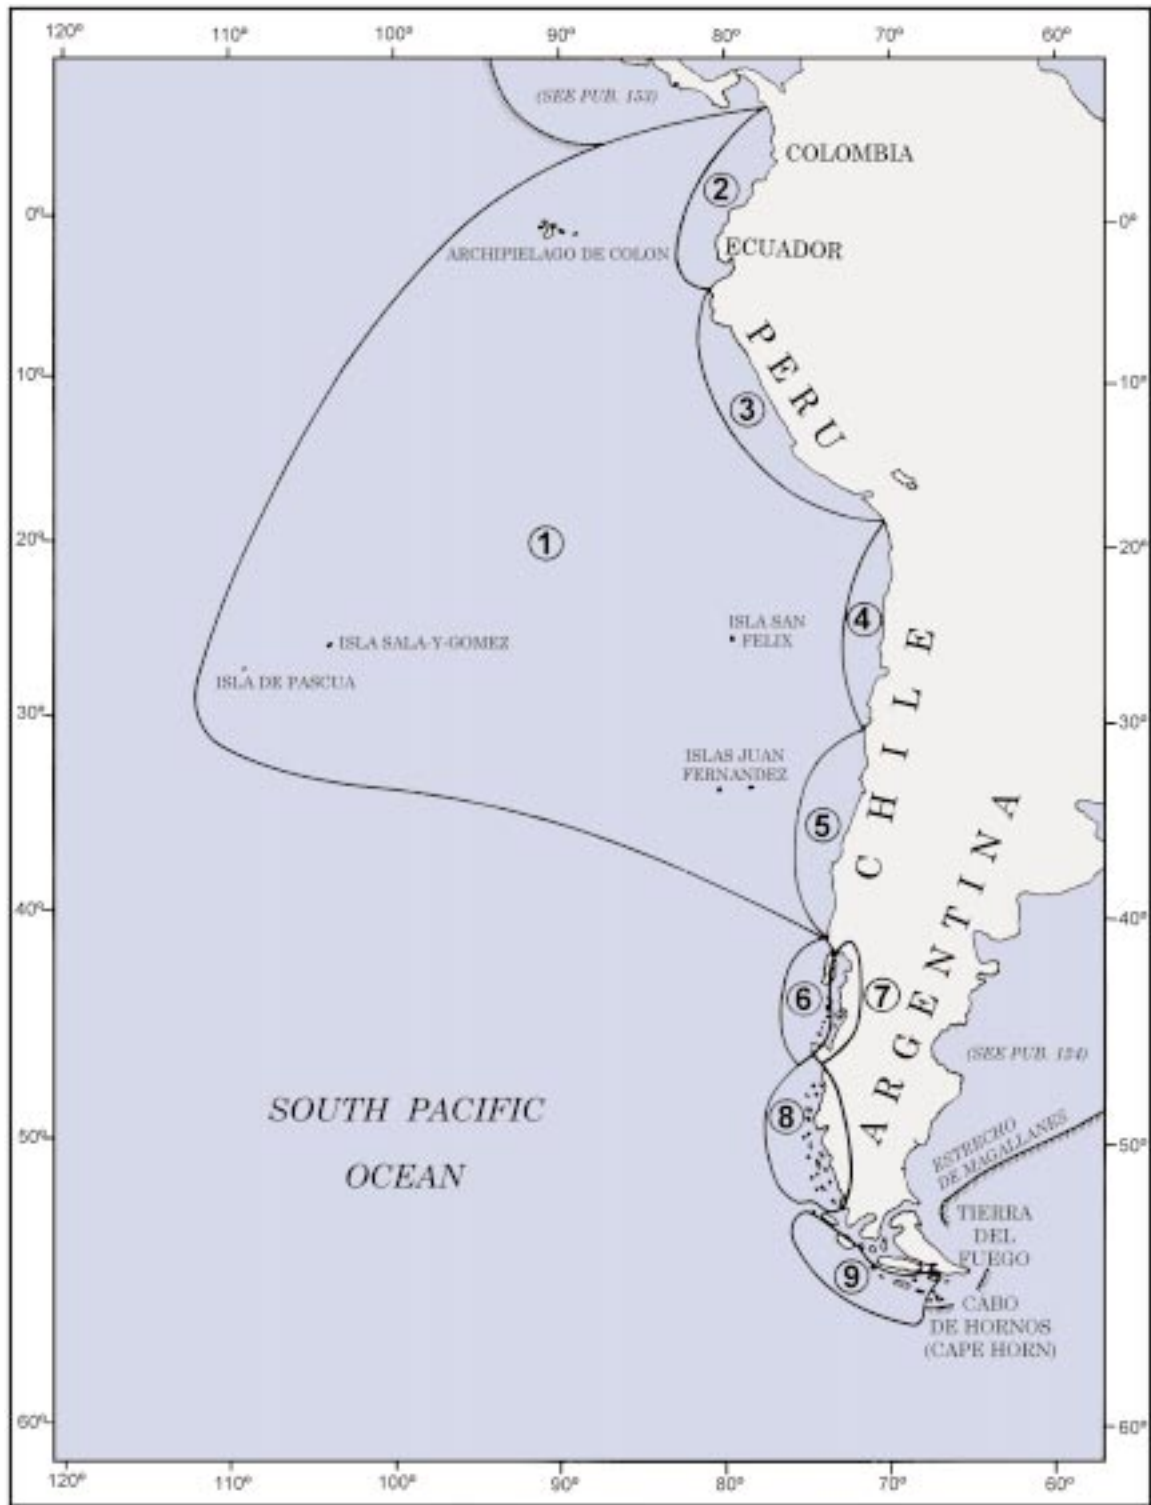 120° 110° 100° 90° 80° 70° 60°
(SEE PUB. 153)
COLOMBIA
2
0° 0°
ARCHIPIELAGO DE COLON
ECUADOR
PERU
10° 10°
3
20° 20°
1
4
ISLA SAN
FELIX
ISLA SALA-Y-GOMEZ
ISLA DE PASCUA
CHILE
30° 30°
ISLAS JUAN
FERNANDEZ
5
ARGENTINA
40° 40°
6
7
(SEE PUB. 124)
SOUTH PACIFIC
OCEAN
8
50° 50°
ESTRECHO
DE MAGALLANES
TIERRA
DEL
FUEGO
9
CABO
DE HORNOS
(CAPE HORN)
60° 60°
120° 110° 100° 90° 80° 70° 60°